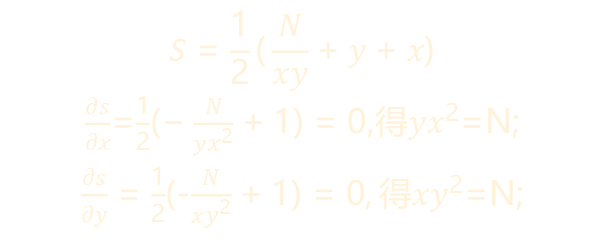 S = 1/2 (N/xy + y + x)
∂s/∂x=1/2(− N/yx² + 1) = 0,得yx²=N;
∂s/∂y = 1/2(-N/xy² + 1) = 0, 得xy²=N;